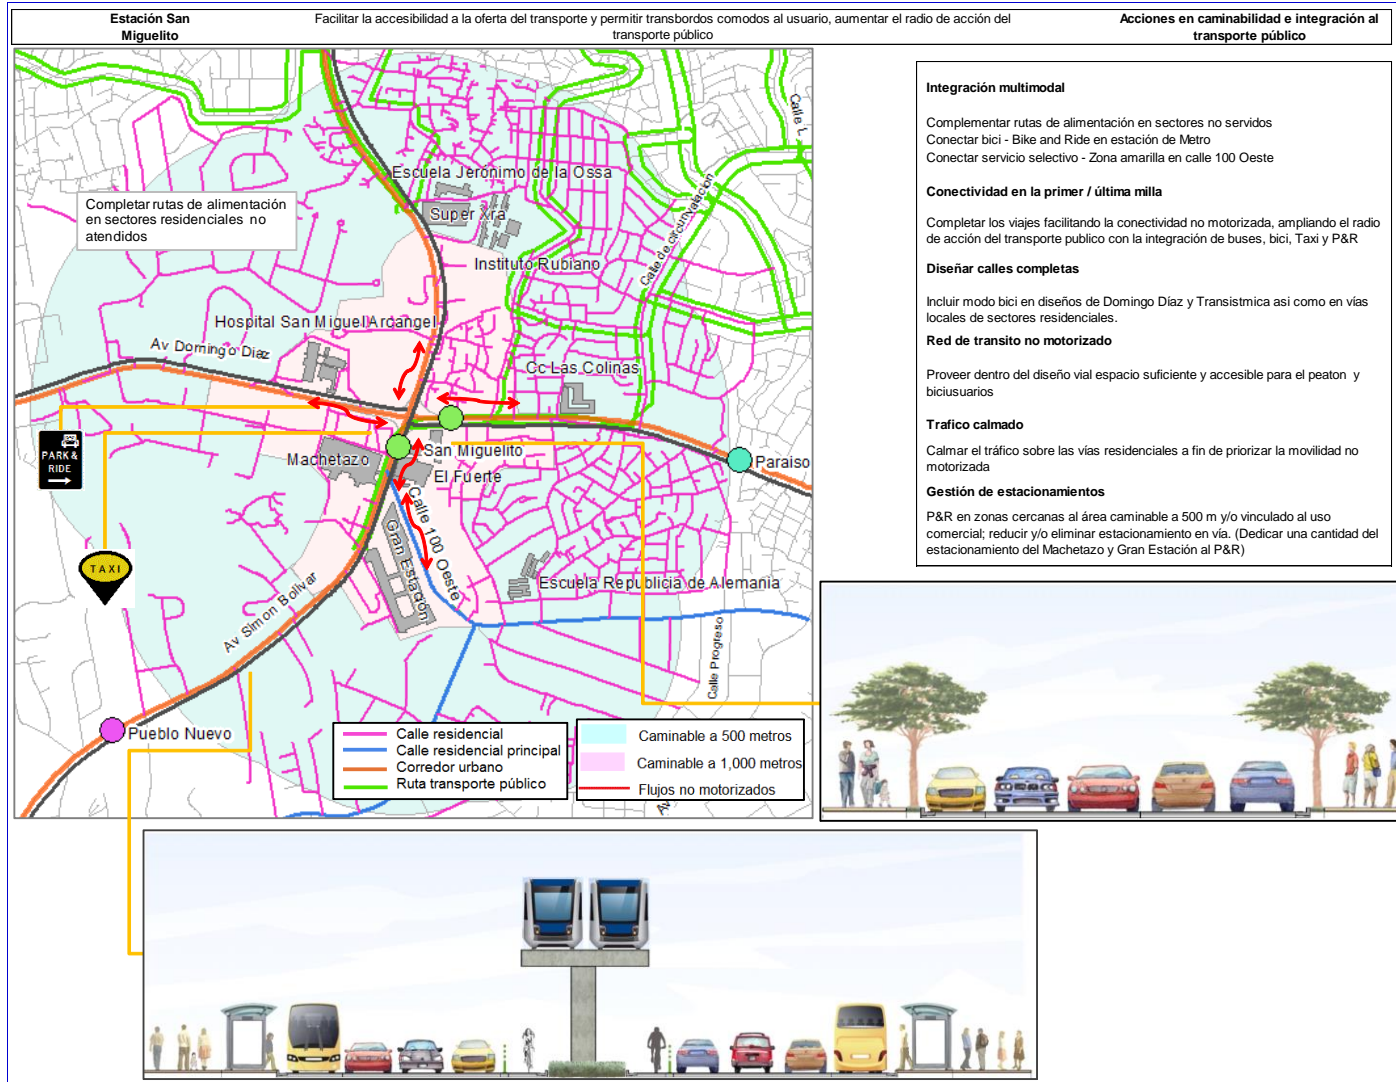 Estación San
Miguelito
Facilitar la accesibilidad a la oferta del transporte y permitir transbordos comodos al usuario, aumentar el radio de acción del
transporte público
Acciones en caminabilidad e integración al
transporte público
Completar rutas de alimentación
en sectores residenciales no
atendidos
Calle L
Escuela Jerónimo de la Ossa
Super Xtra
Calle de circunvalacion
Instituto Rubiano
Hospital San Miguel Arcangel
Av Domingo Diaz
Cc Las Colinas
PARK &
RIDE
Machetazo
San Miguelito
El Fuerte
Paraiso
Calle 100 Oeste
Gran Estación
TAXI
Escuela Republicia de Alemania
Av Simon Bolivar
Calle Progreso
Pueblo Nuevo
Av
Calle residencial
Calle residencial principal
Corredor urbano
Ruta transporte público
Caminable a 500 metros
Caminable a 1,000 metros
Flujos no motorizados
Integración multimodal
Complementar rutas de alimentación en sectores no servidos
Conectar bici - Bike and Ride en estación de Metro
Conectar servicio selectivo - Zona amarilla en calle 100 Oeste
Conectividad en la primer / última milla
Completar los viajes facilitando la conectividad no motorizada, ampliando el radio
de acción del transporte publico con la integración de buses, bici, Taxi y P&R
Diseñar calles completas
Incluir modo bici en diseños de Domingo Díaz y Transistmica asi como en vías
locales de sectores residenciales.
Red de transito no motorizado
Proveer dentro del diseño vial espacio suficiente y accesible para el peaton y
biciusuarios
Trafico calmado
Calmar el tráfico sobre las vías residenciales a fin de priorizar la movilidad no
motorizada
Gestión de estacionamientos
P&R en zonas cercanas al área caminable a 500 m y/o vinculado al uso
comercial; reducir y/o eliminar estacionamiento en vía. (Dedicar una cantidad del
estacionamiento del Machetazo y Gran Estación al P&R)